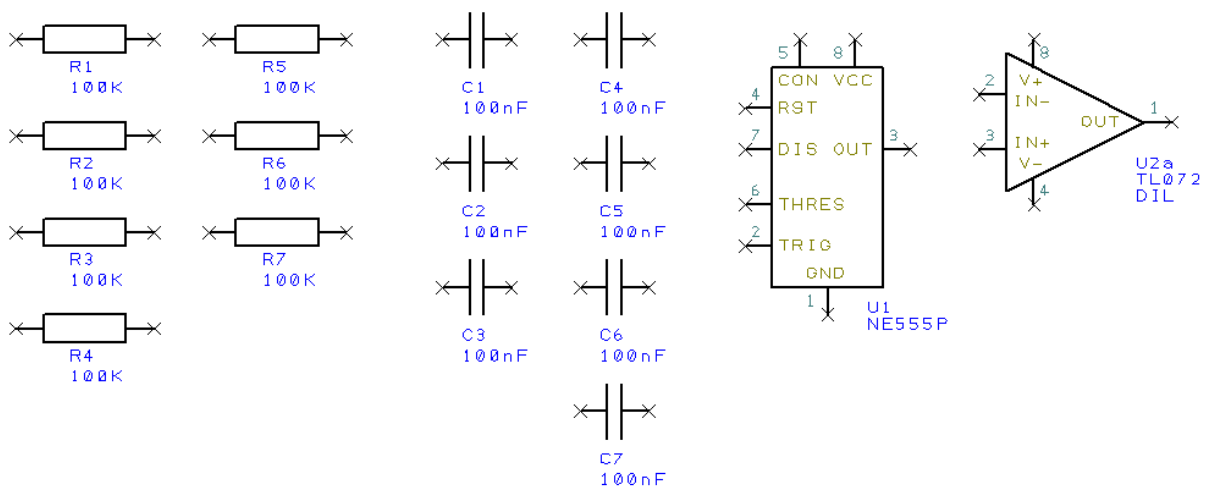 R1
100K
R2
100K
R3
100K
R4
100K
R5
100K
R6
100K
R7
100K
C1
100nF
C2
100nF
C3
100nF
C4
100nF
C5
100nF
C6
100nF
C7
100nF
5 8
CON VCC
4 RST
7 DIS OUT 3
6 THRES
2 TRIG
GND
1
U1
NE555P
8
V+
2 IN-
OUT 1
3 IN+
V-
4
U2a
TL072
DIL